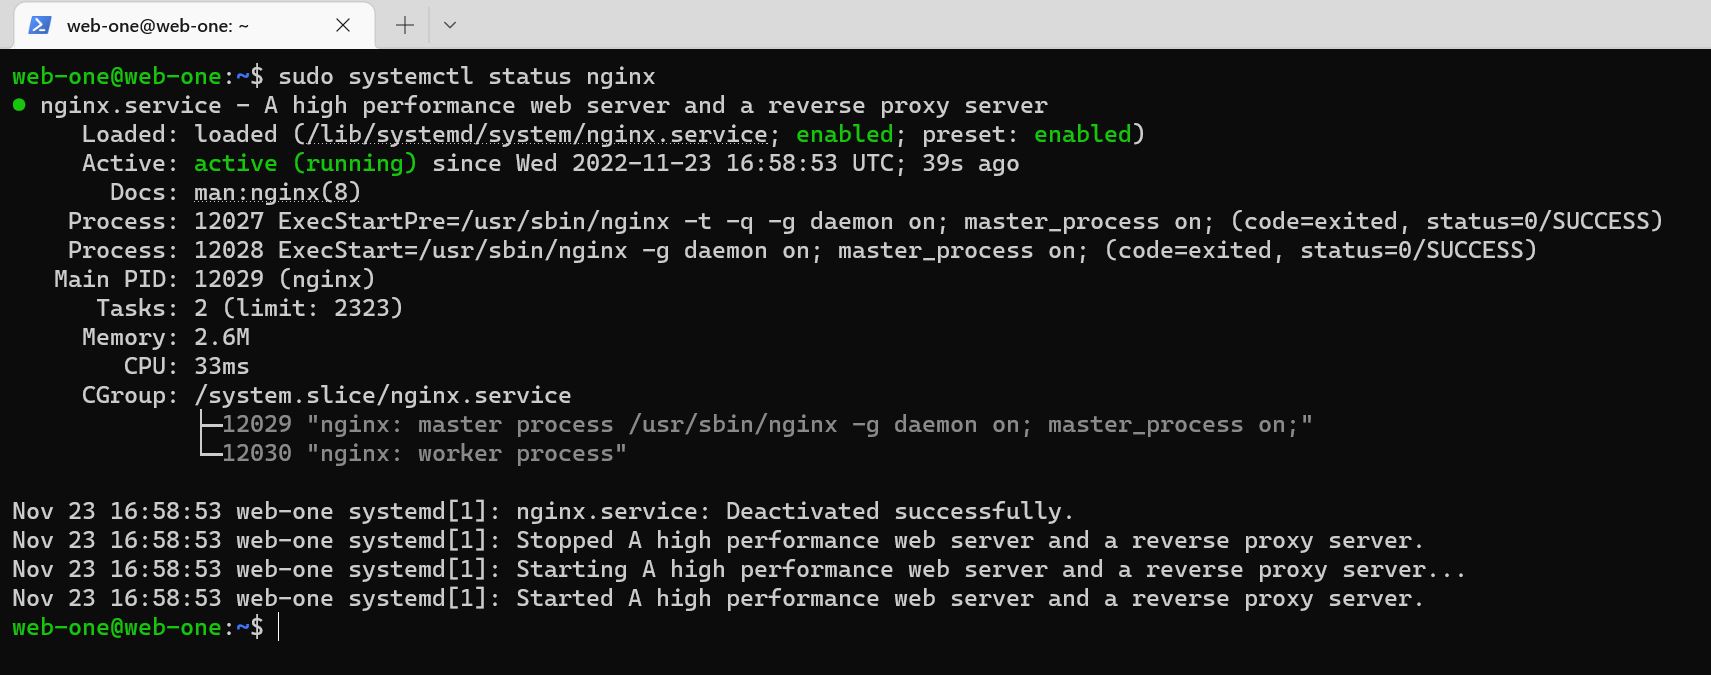 web-one@web-one: ~
web-one@web-one:~$ sudo systemctl status nginx
● nginx.service - A high performance web server and a reverse proxy server
     Loaded: loaded (/lib/systemd/system/nginx.service; enabled; preset: enabled)
     Active: active (running) since Wed 2022-11-23 16:58:53 UTC; 39s ago
       Docs: man:nginx(8)
    Process: 12027 ExecStartPre=/usr/sbin/nginx -t -q -g daemon on; master_process on; (code=exited, status=0/SUCCESS)
    Process: 12028 ExecStart=/usr/sbin/nginx -g daemon on; master_process on; (code=exited, status=0/SUCCESS)
   Main PID: 12029 (nginx)
      Tasks: 2 (limit: 2323)
     Memory: 2.6M
        CPU: 33ms
     CGroup: /system.slice/nginx.service
             ├─12029 "nginx: master process /usr/sbin/nginx -g daemon on; master_process on;"
             └─12030 "nginx: worker process"
Nov 23 16:58:53 web-one systemd[1]: nginx.service: Deactivated successfully.
Nov 23 16:58:53 web-one systemd[1]: Stopped A high performance web server and a reverse proxy server.
Nov 23 16:58:53 web-one systemd[1]: Starting A high performance web server and a reverse proxy server...
Nov 23 16:58:53 web-one systemd[1]: Started A high performance web server and a reverse proxy server.
web-one@web-one:~$